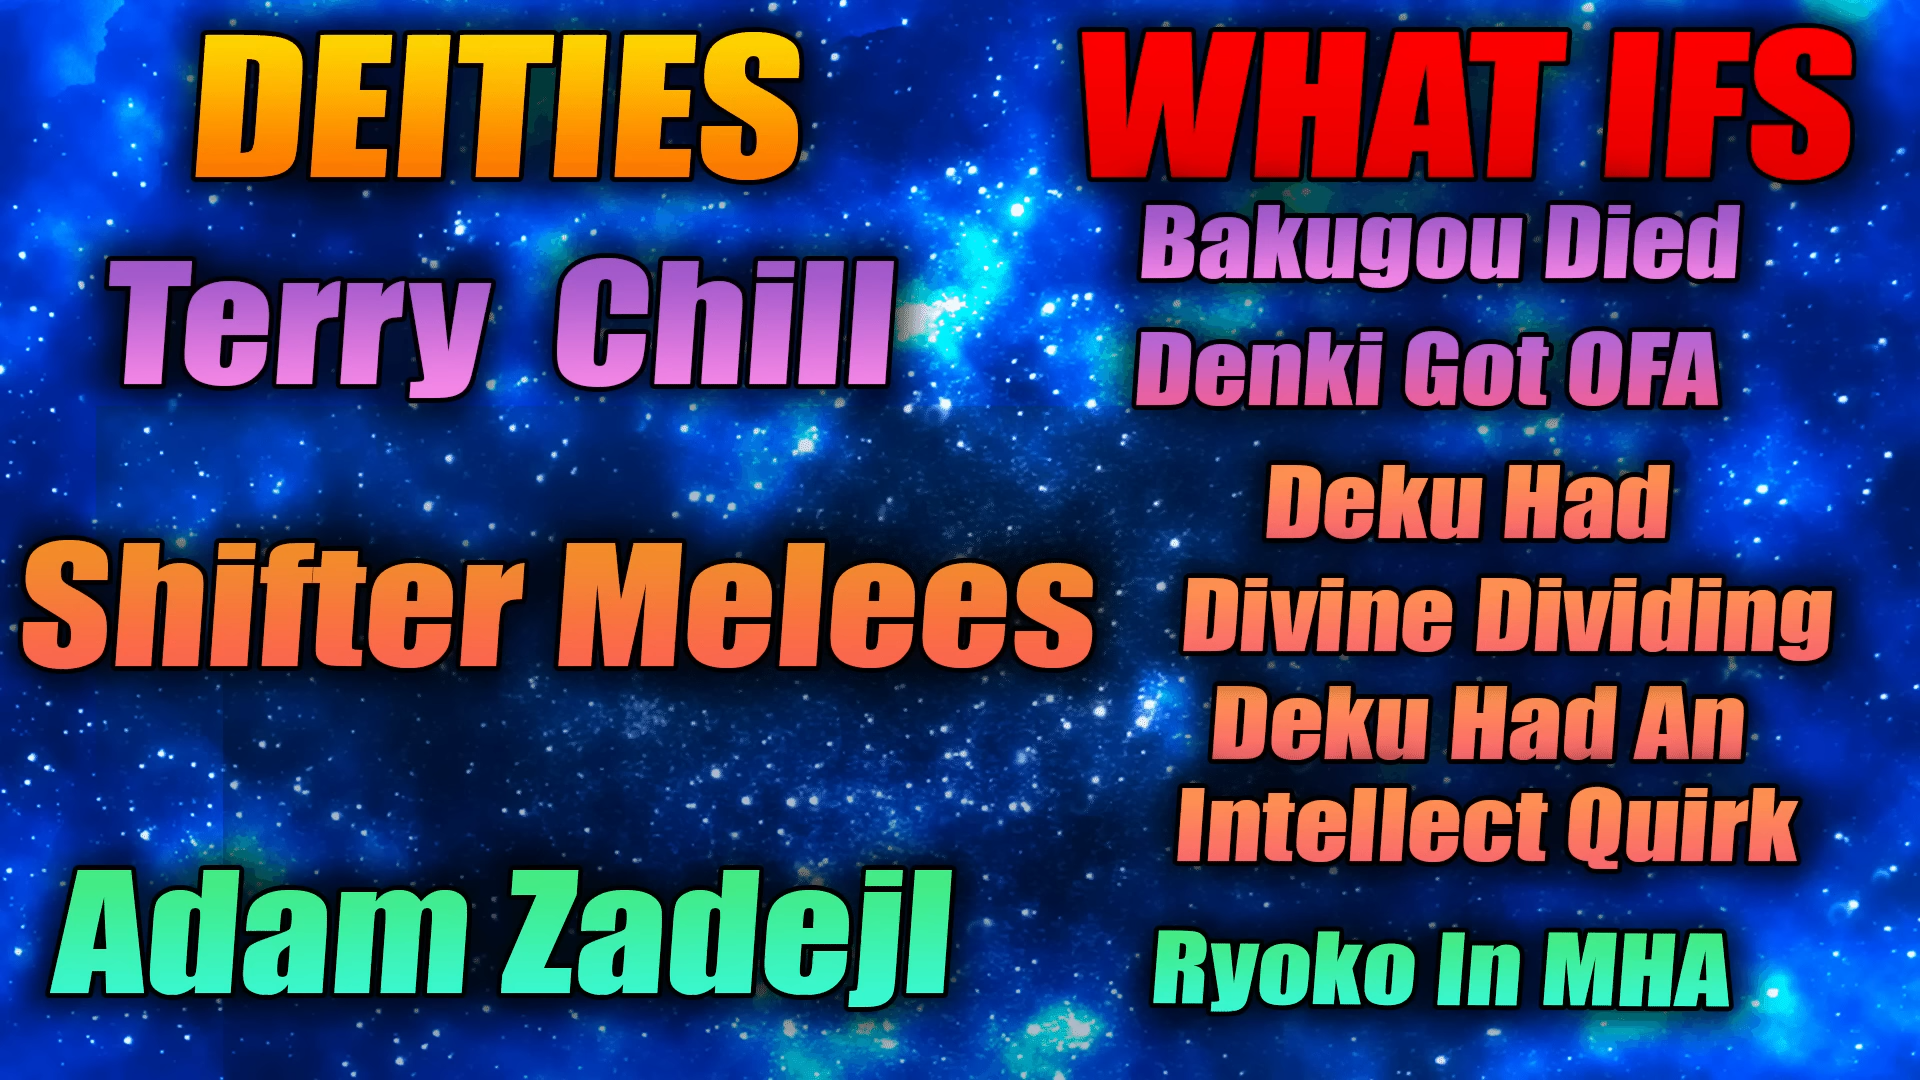 DEITIES
Terry Chill
Shifter Melees
Adam Zadejl
WHAT IFS
Bakugou Died
Denki Got OFA
Deku Had
Divine Dividing
Deku Had An
Intellect Quirk
Ryoko In MHA